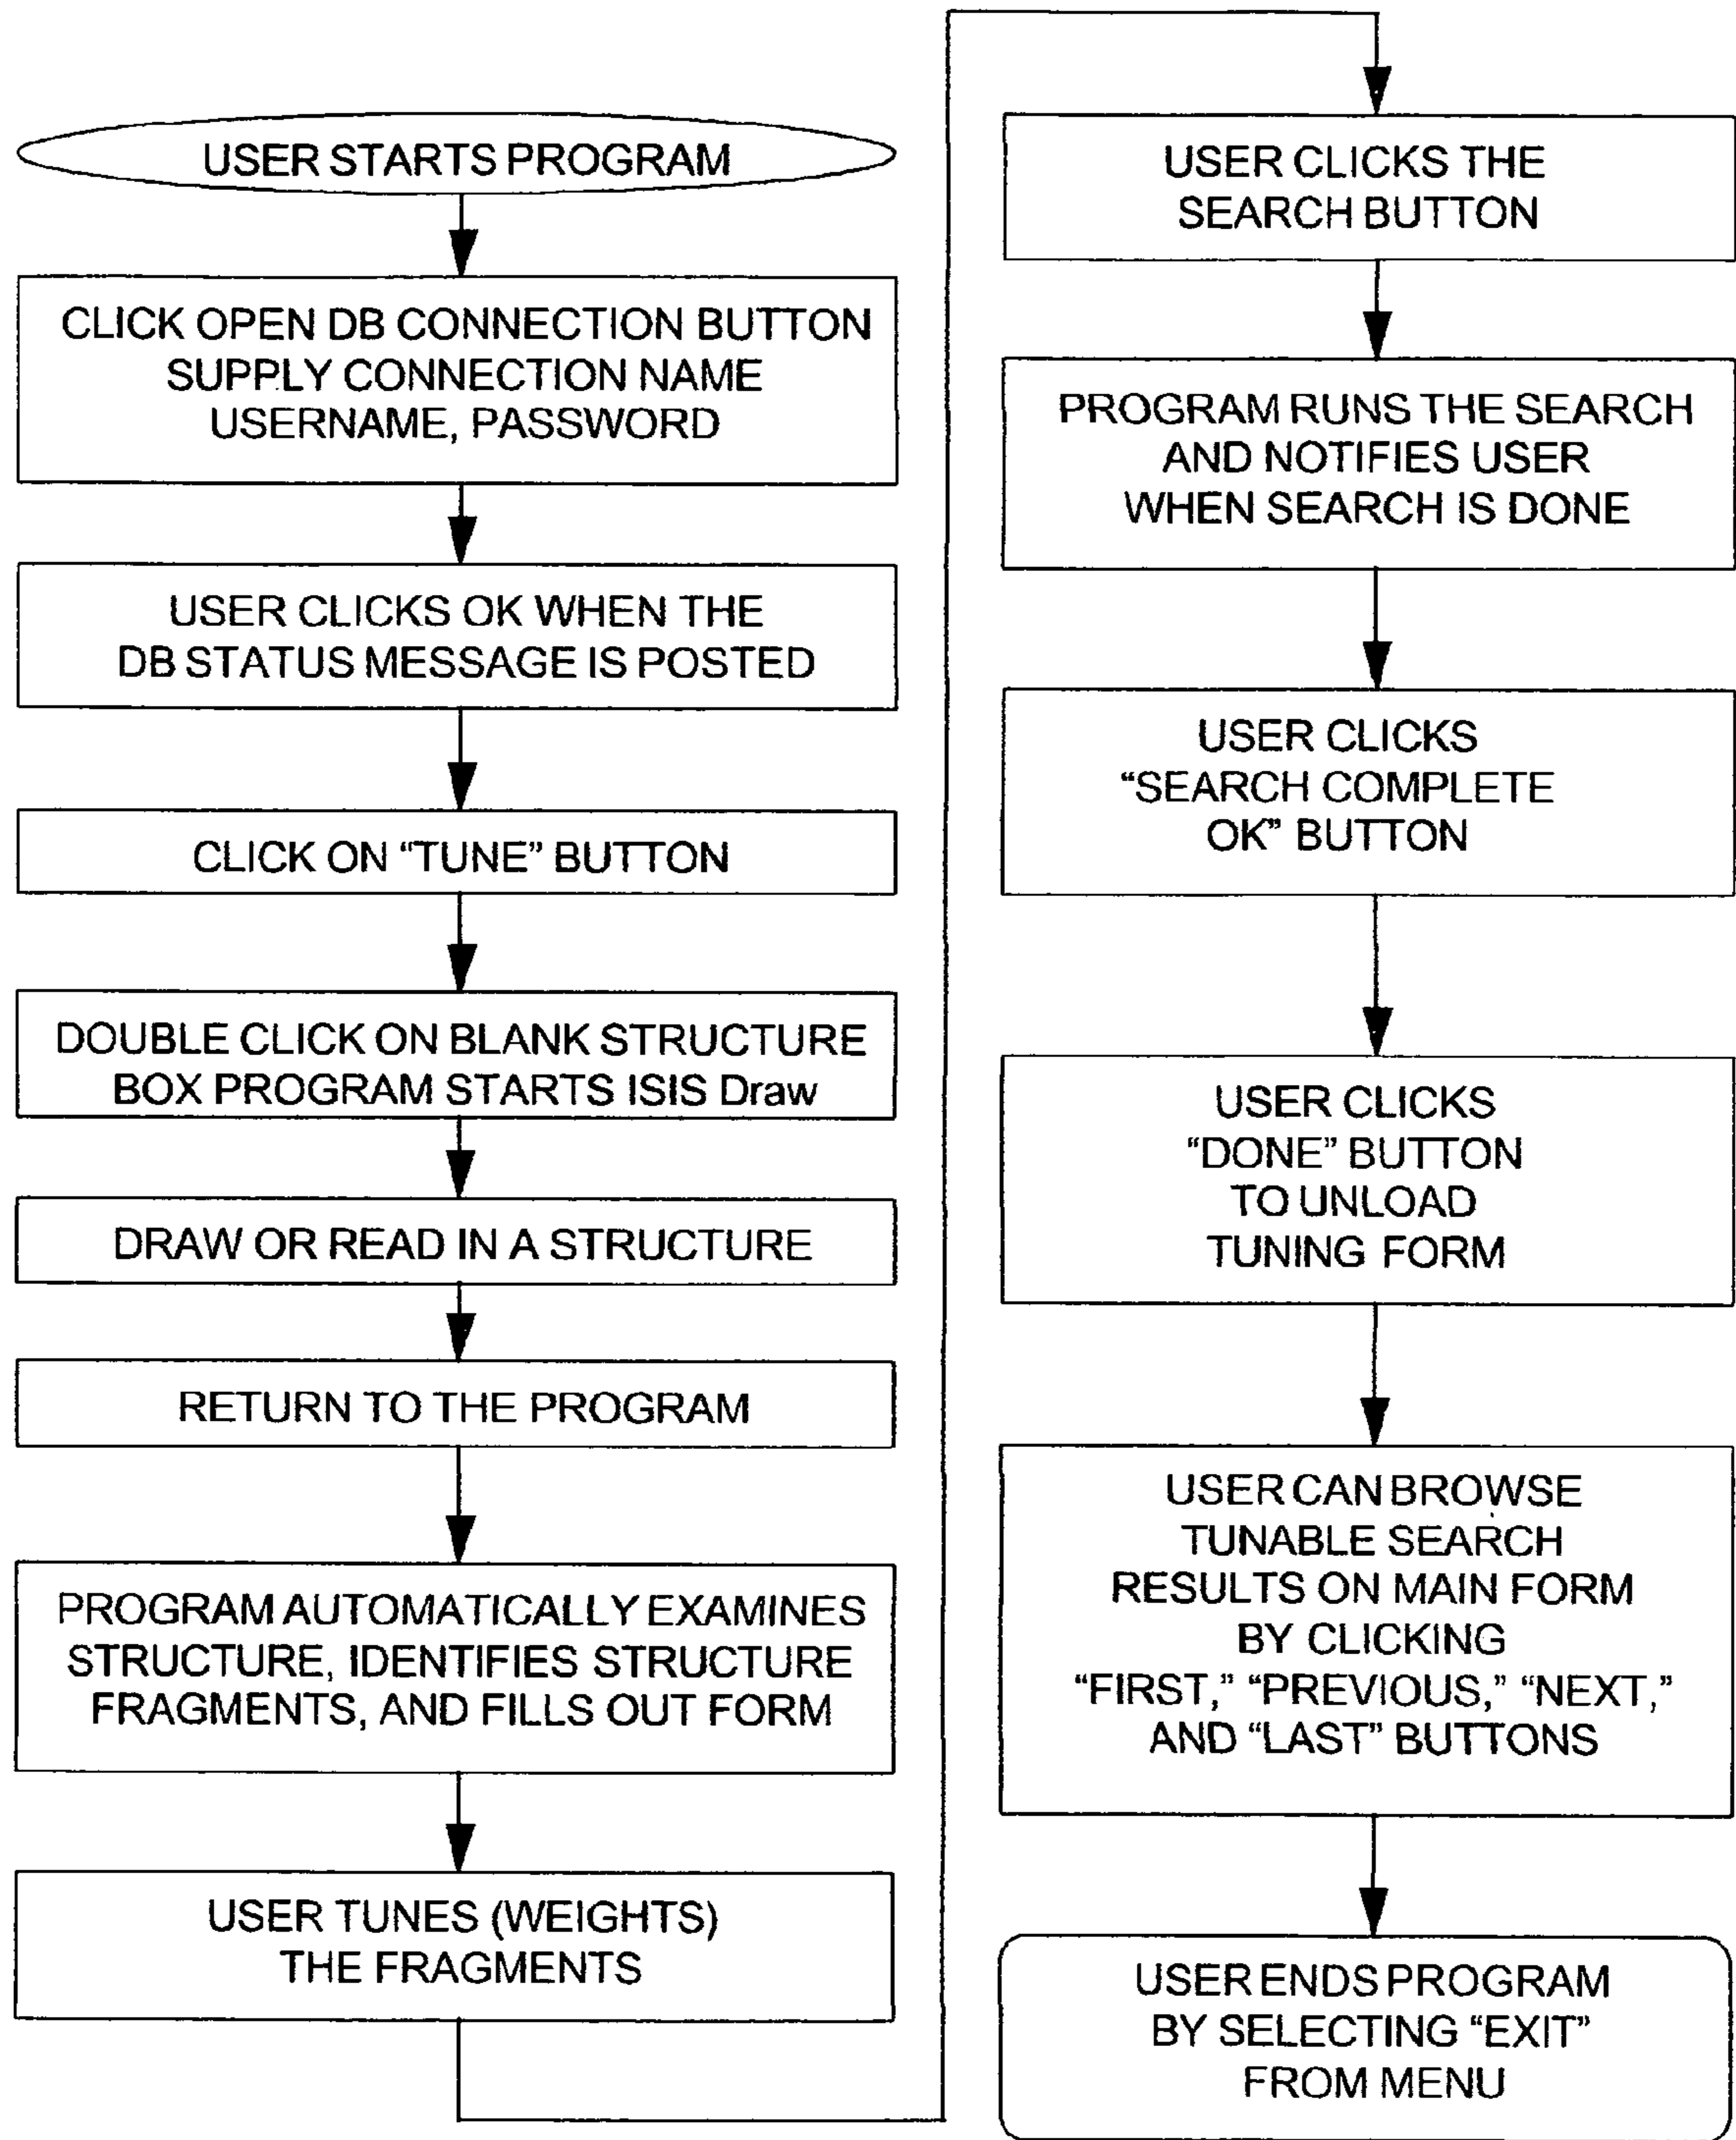 USER STARTS PROGRAM
CLICK OPEN DB CONNECTION BUTTON
SUPPLY CONNECTION NAME
USERNAME, PASSWORD
USER CLICKS OK WHEN THE
DB STATUS MESSAGE IS POSTED
CLICK ON “TUNE” BUTTON
DOUBLE CLICK ON BLANK STRUCTURE
BOX PROGRAM STARTS ISIS Draw
DRAW OR READ IN A STRUCTURE
RETURN TO THE PROGRAM
PROGRAM AUTOMATICALLY EXAMINES
STRUCTURE, IDENTIFIES STRUCTURE
FRAGMENTS, AND FILLS OUT FORM
USER TUNES (WEIGHTS)
THE FRAGMENTS
USER CLICKS THE
SEARCH BUTTON
PROGRAM RUNS THE SEARCH
AND NOTIFIES USER
WHEN SEARCH IS DONE
USER CLICKS
“SEARCH COMPLETE
OK” BUTTON
USER CLICKS
“DONE” BUTTON
TO UNLOAD
TUNING FORM
USER CAN BROWSE
TUNABLE SEARCH
RESULTS ON MAIN FORM
BY CLICKING
“FIRST,” “PREVIOUS,” “NEXT,”
AND “LAST” BUTTONS
USER ENDS PROGRAM
BY SELECTING “EXIT”
FROM MENU